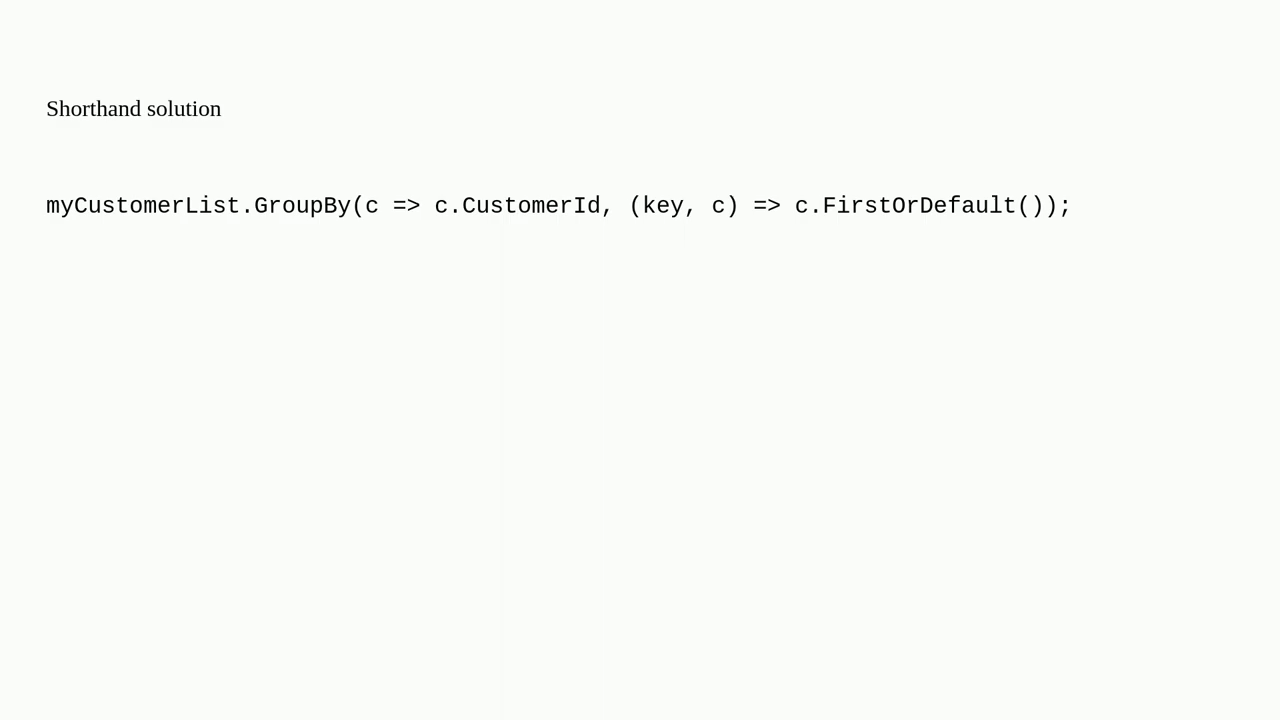 Shorthand solution
myCustomerList.GroupBy(c => c.CustomerId, (key, c) => c.FirstOrDefault());